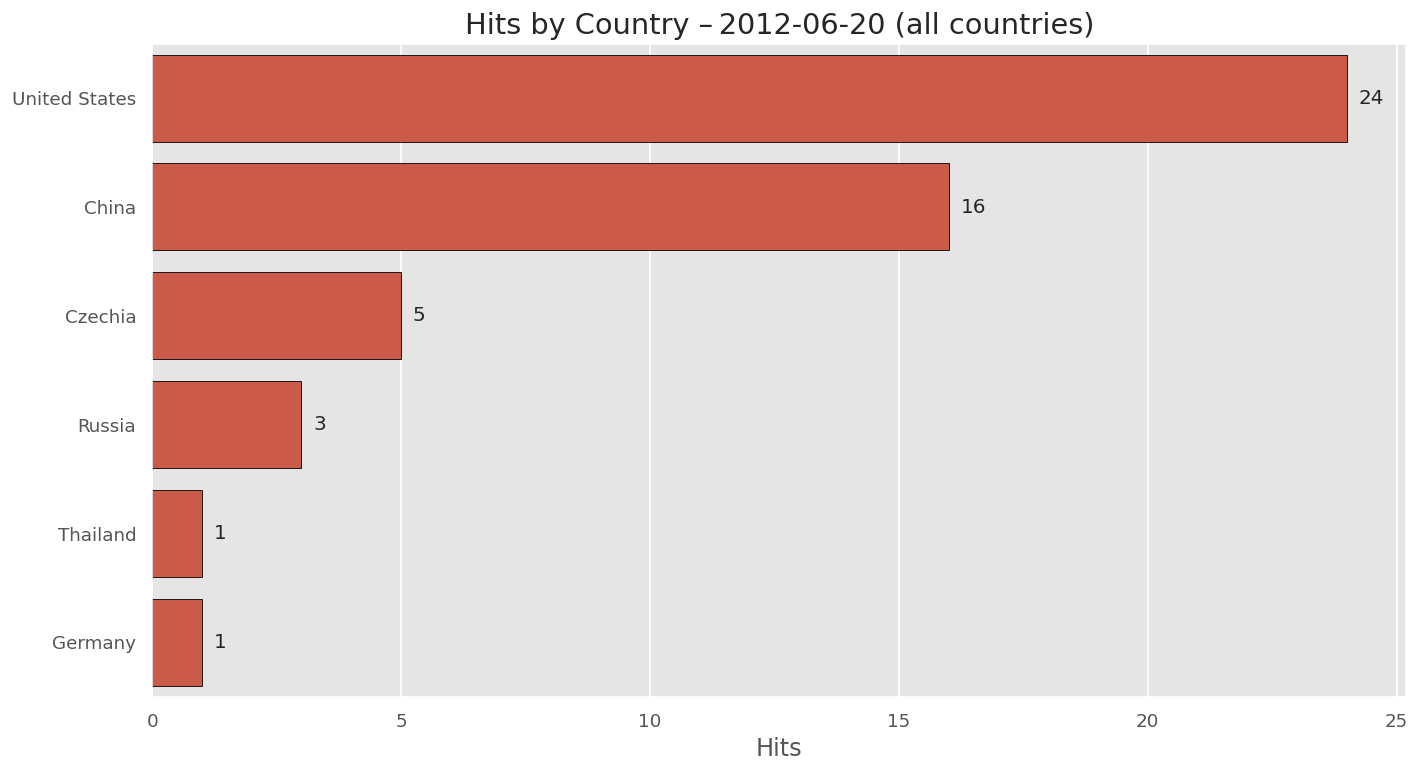 Hits by Country – 2012-06-20 (all countries)
United States
24
China
16
Czechia
5
Russia
3
Thailand
1
Germany
1
0 5 10 15 20 25
Hits